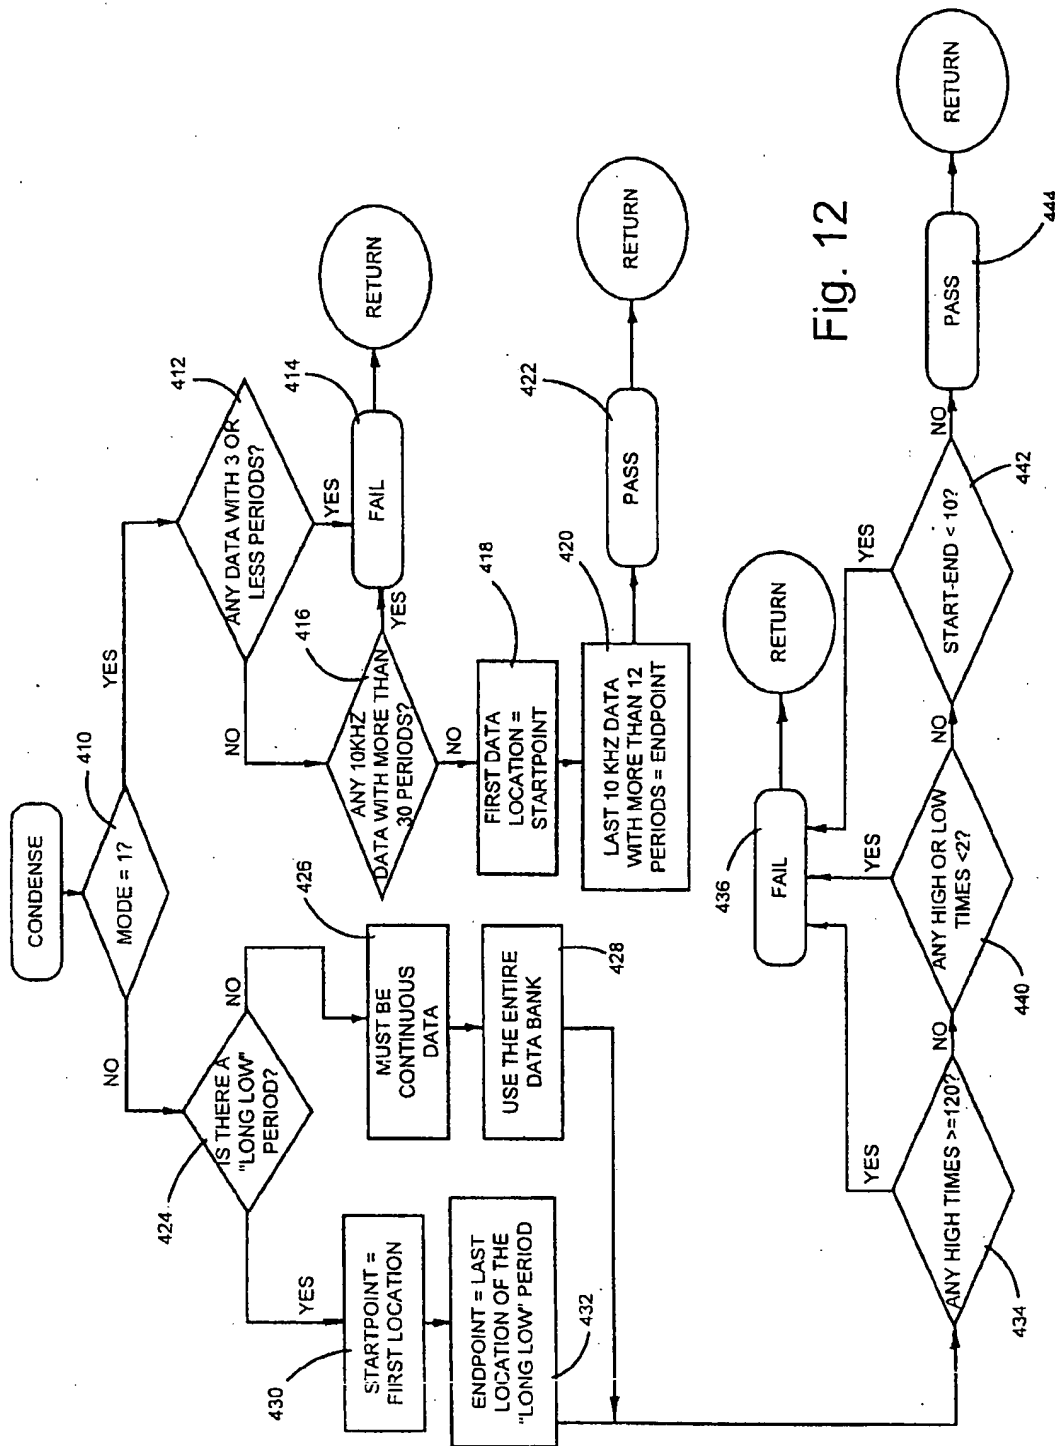 CONDENSE
410
MODE = 1?
YES
NO
412
ANY DATA WITH 3 OR
LESS PERIODS?
YES
NO
414
FAIL
RETURN
416
ANY 10KHZ
DATA WITH MORE THAN
30 PERIODS?
YES
NO
418
FIRST DATA
LOCATION =
STARTPOINT
420
LAST 10 KHZ DATA
WITH MORE THAN 12
PERIODS = ENDPOINT
422
PASS
RETURN
424
IS THERE A
"LONG LOW"
PERIOD?
NO
YES
426
MUST BE
CONTINUOUS
DATA
428
USE THE ENTIRE
DATA BANK
430
STARTPOINT =
FIRST LOCATION
432
ENDPOINT = LAST
LOCATION OF THE
"LONG LOW" PERIOD
434
ANY HIGH TIMES >=120?
YES
NO
436
FAIL
RETURN
440
ANY HIGH OR LOW
TIMES <2?
YES
NO
442
START-END < 10?
YES
NO
444
PASS
RETURN
Fig. 12